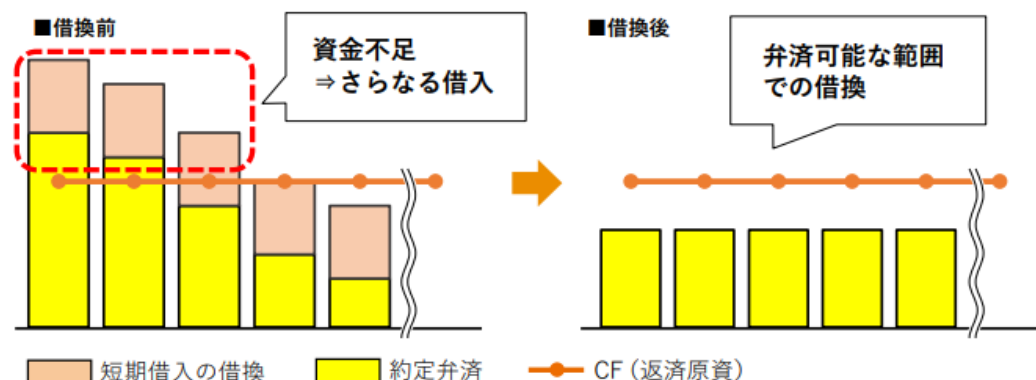 ■借換前
資金不足
⇒さらなる借入
■借換後
弁済可能な範囲
での借換
短期借入の借換
約定弁済
CF（返済原資）